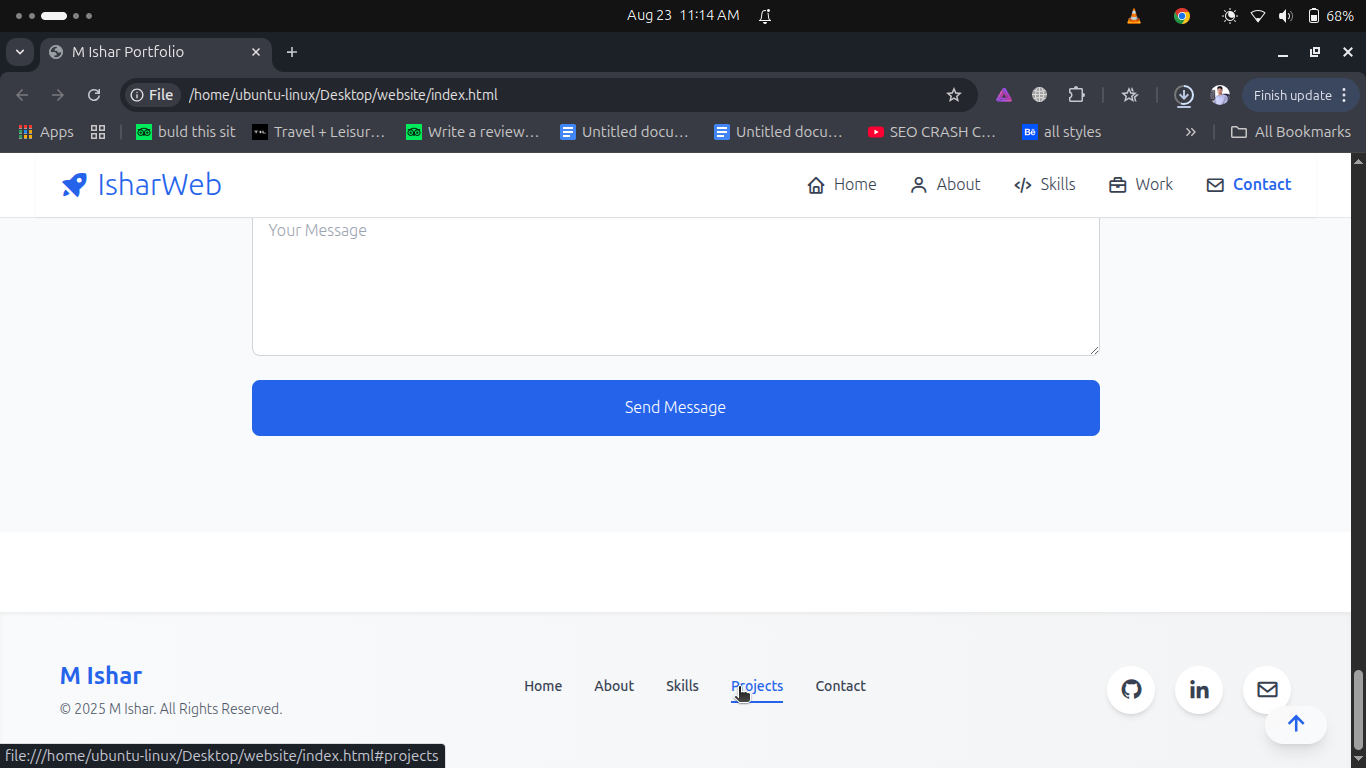 Aug 23 11:14 AM
68%
M Ishar Portfolio
File /home/ubuntu-linux/Desktop/website/index.html
Finish update
Apps
buld this sit
Travel + Leisur…
Write a review…
Untitled docu…
Untitled docu…
SEO CRASH C…
Bē all styles
All Bookmarks
IsharWeb
Home
About
Skills
Work
Contact
Your Message
Send Message
M Ishar
© 2025 M Ishar. All Rights Reserved.
Home
About
Skills
Projects
Contact
in
file:///home/ubuntu-linux/Desktop/website/index.html#projects